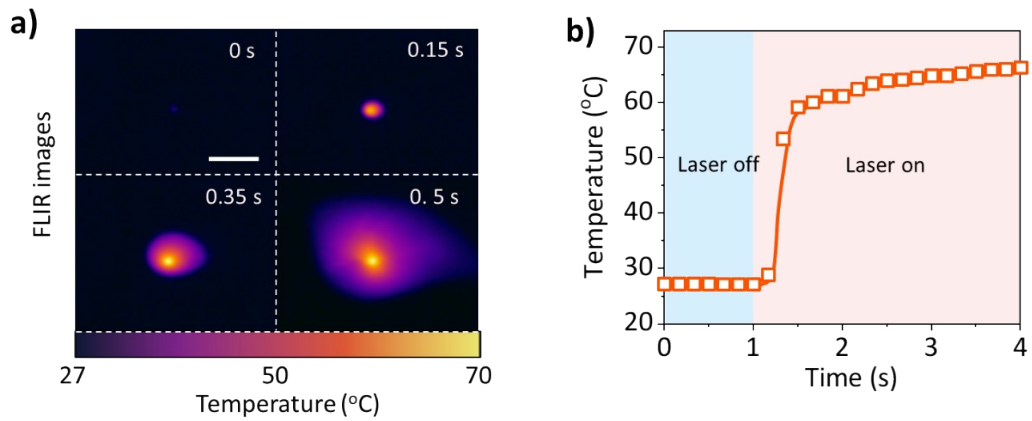 a)
FLIR images
0 s
0.15 s
0.35 s
0. 5 s
27
50
70
Temperature (°C)
b)
Temperature (°C)
70
60
50
40
30
20
Laser off
Laser on
0
1
2
3
4
Time (s)